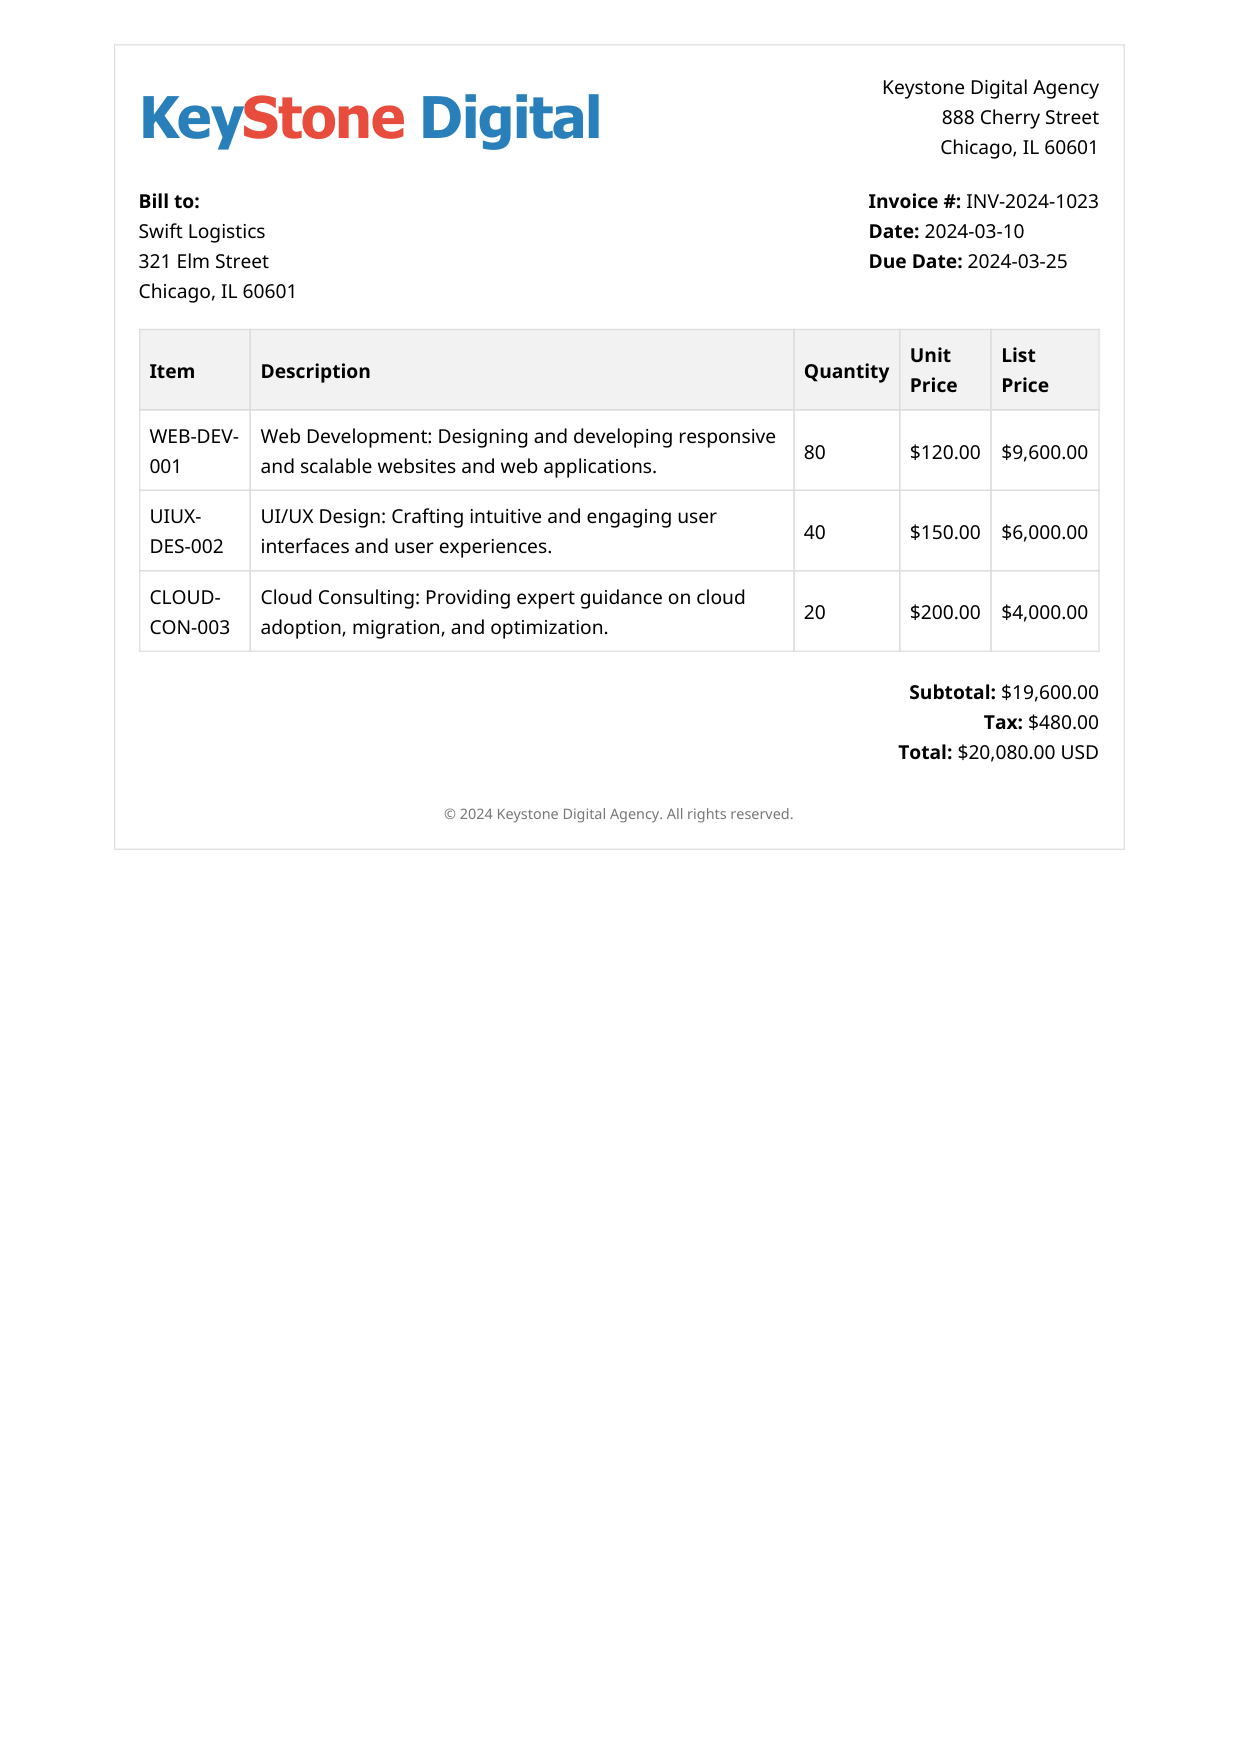 KeyStone Digital
Keystone Digital Agency
888 Cherry Street
Chicago, IL 60601
Bill to:
Swift Logistics
321 Elm Street
Chicago, IL 60601
Invoice #: INV-2024-1023
Date: 2024-03-10
Due Date: 2024-03-25
Item Description Quantity Unit Price List Price
WEB-DEV-001 Web Development: Designing and developing responsive and scalable websites and web applications. 80 $120.00 $9,600.00
UIUX-DES-002 UI/UX Design: Crafting intuitive and engaging user interfaces and user experiences. 40 $150.00 $6,000.00
CLOUD-CON-003 Cloud Consulting: Providing expert guidance on cloud adoption, migration, and optimization. 20 $200.00 $4,000.00
Subtotal: $19,600.00
Tax: $480.00
Total: $20,080.00 USD
© 2024 Keystone Digital Agency. All rights reserved.